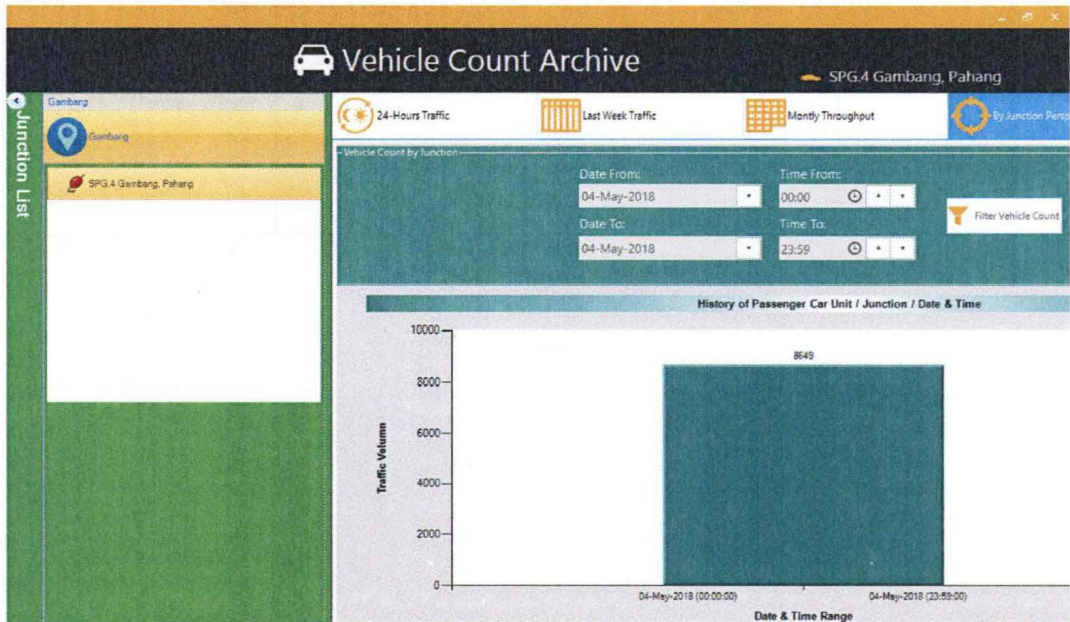 Vehicle Count Archive
SPG.4 Gambang, Pahang
Junction List
Gambang
Gambang
SPG.4 Gambang, Pahang
24-Hours Traffic
Last Week Traffic
Montly Throughput
By Junction Persp
Vehicle Count by Junction
Date From:
Time From:
04-May-2018
00:00
Date To:
Time To:
04-May-2018
23:59
Filter Vehicle Count
History of Passenger Car Unit / Junction / Date & Time
10000
8649
8000
6000
4000
2000
0
Traffic Velumn
04-May-2018 (00:00:00)
04-May-2018 (23:59:00)
Date & Time Range